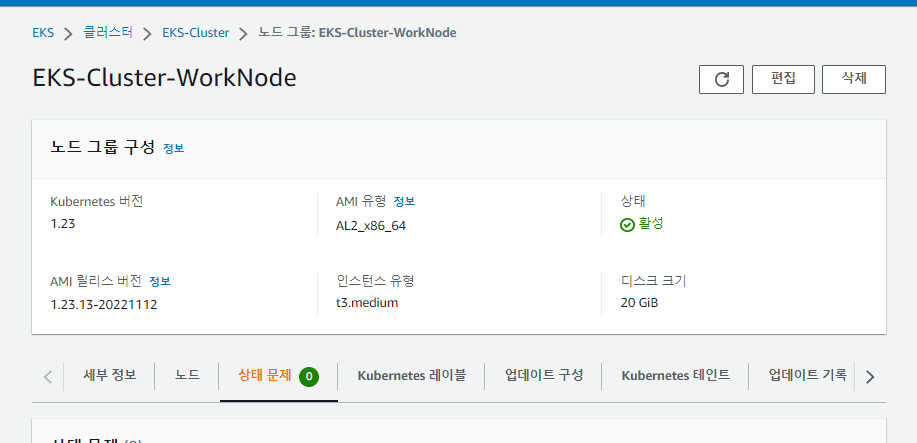 EKS > 클러스터 > EKS-Cluster > 노드 그룹: EKS-Cluster-WorkNode
EKS-Cluster-WorkNode
편집 삭제
노드 그룹 구성 정보
Kubernetes 버전
1.23
AMI 유형 정보
AL2_x86_64
상태
활성
AMI 릴리스 버전 정보
1.23.13-20221112
인스턴스 유형
t3.medium
디스크 크기
20 GiB
세부 정보 노드 상태 문제 0 Kubernetes 레이블 업데이트 구성 Kubernetes 테인트 업데이트 기록